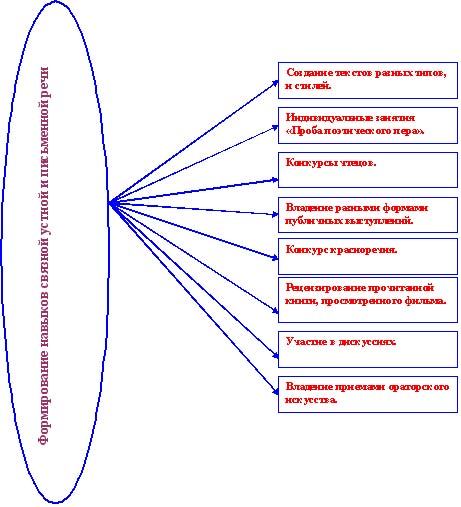 Формирование навыков связной устной и письменной речи
Создание текстов разных типов,
и стилей.
Индивидуальные занятия
«Проба поэтического пера».
Конкурсы чтецов.
Владение разными формами
публичных выступлений.
Конкурс красноречия.
Рецензирование прочитанной
книги, просмотренного фильма.
Участие в дискуссиях.
Владение приемами ораторского
искусства.